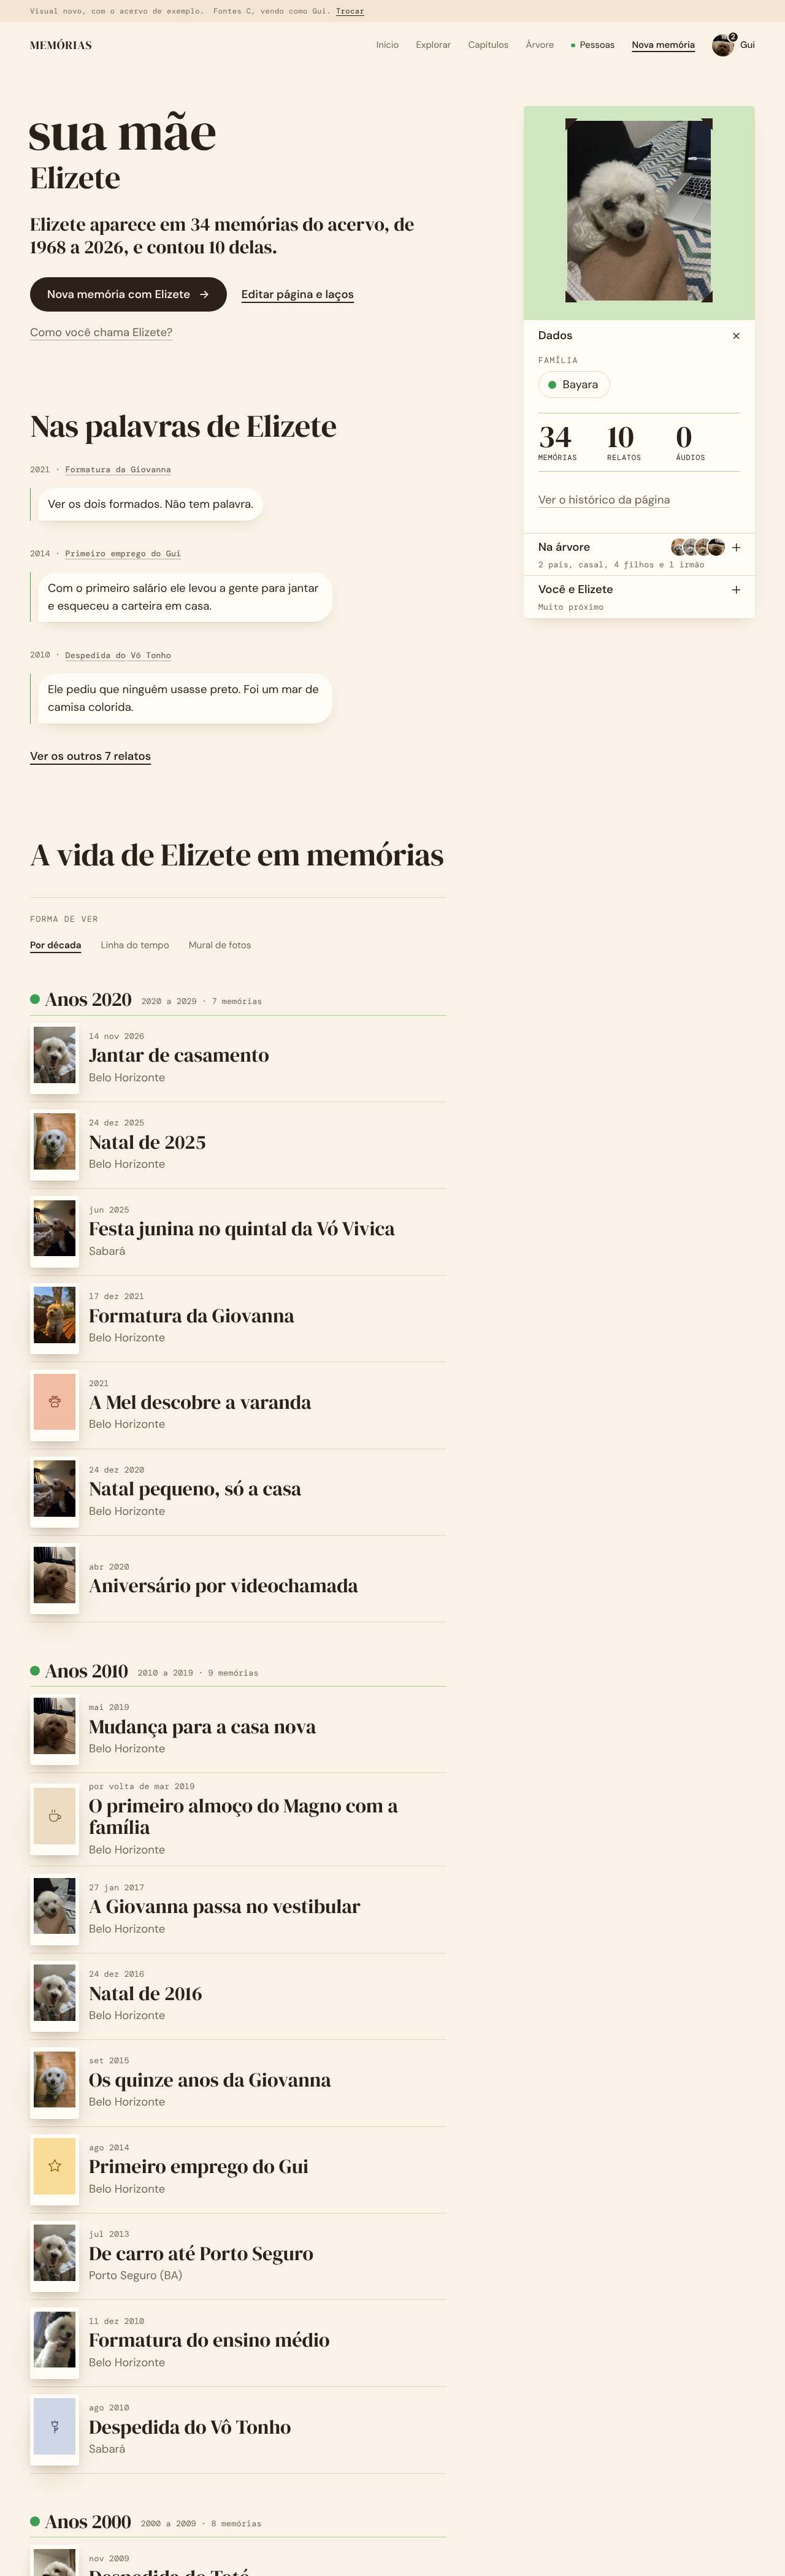 Visual novo, com o acervo de exemplo. Fontes C, vendo como Gui. Trocar
MEMÓRIAS
Início Explorar Capítulos Árvore Pessoas Nova memória 2 Gui
sua mãe
Elizete
Elizete aparece em 34 memórias do acervo, de
1968 a 2026, e contou 10 delas.
Nova memória com Elizete →
Editar página e laços
Como você chama Elizete?
Dados ×
FAMÍLIA
Bayara
34 10 0
MEMÓRIAS RELATOS ÁUDIOS
Ver o histórico da página
Na árvore +
2 pais, casal, 4 filhos e 1 irmão
Você e Elizete +
Muito próximo
Nas palavras de Elizete
2021 · Formatura da Giovanna
Ver os dois formados. Não tem palavra.
2014 · Primeiro emprego do Gui
Com o primeiro salário ele levou a gente para jantar
e esqueceu a carteira em casa.
2010 · Despedida do Vô Tonho
Ele pediu que ninguém usasse preto. Foi um mar de
camisa colorida.
Ver os outros 7 relatos
A vida de Elizete em memórias
FORMA DE VER
Por década Linha do tempo Mural de fotos
Anos 2020 2020 a 2029 · 7 memórias
14 nov 2026
Jantar de casamento
Belo Horizonte
24 dez 2025
Natal de 2025
Belo Horizonte
jun 2025
Festa junina no quintal da Vó Vivica
Sabará
17 dez 2021
Formatura da Giovanna
Belo Horizonte
2021
A Mel descobre a varanda
Belo Horizonte
24 dez 2020
Natal pequeno, só a casa
Belo Horizonte
abr 2020
Aniversário por videochamada
Anos 2010 2010 a 2019 · 9 memórias
mai 2019
Mudança para a casa nova
Belo Horizonte
por volta de mar 2019
O primeiro almoço do Magno com a
família
Belo Horizonte
27 jan 2017
A Giovanna passa no vestibular
Belo Horizonte
24 dez 2016
Natal de 2016
Belo Horizonte
set 2015
Os quinze anos da Giovanna
Belo Horizonte
ago 2014
Primeiro emprego do Gui
Belo Horizonte
jul 2013
De carro até Porto Seguro
Porto Seguro (BA)
11 dez 2010
Formatura do ensino médio
Belo Horizonte
ago 2010
Despedida do Vô Tonho
Sabará
Anos 2000 2000 a 2009 · 8 memórias
nov 2009